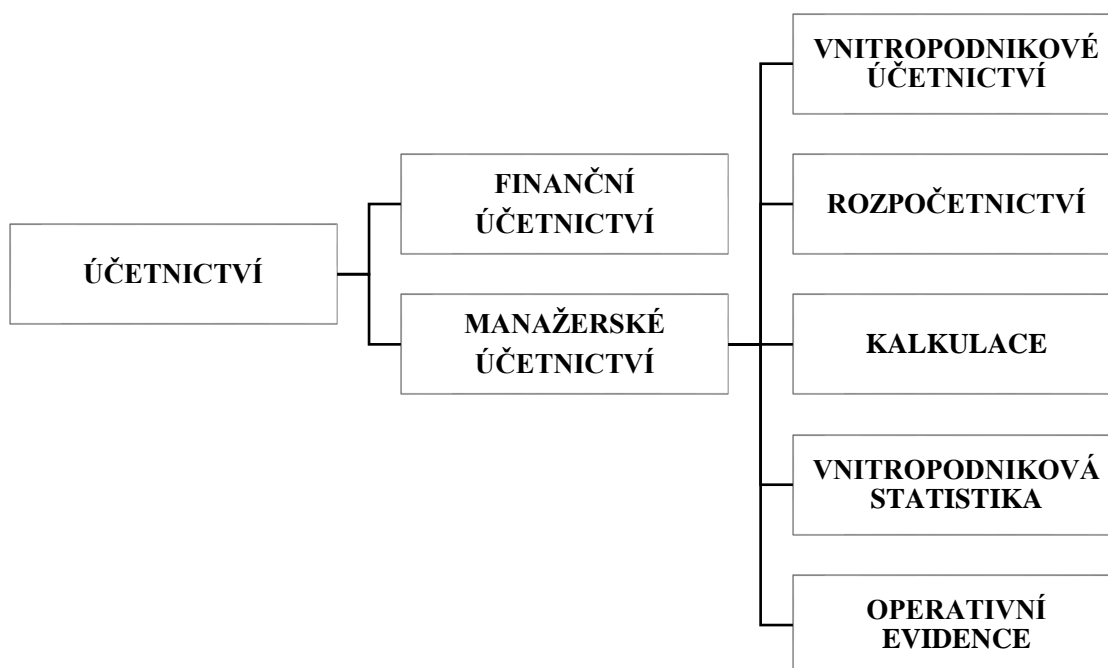 ÚČETNICTVÍ
FINANČNÍ
ÚČETNICTVÍ
MANAŽERSKÉ
ÚČETNICTVÍ
VNITROPODNIKOVÉ
ÚČETNICTVÍ
ROZPOČETNICTVÍ
KALKULACE
VNITROPODNIKOVÁ
STATISTIKA
OPERATIVNÍ
EVIDENCE